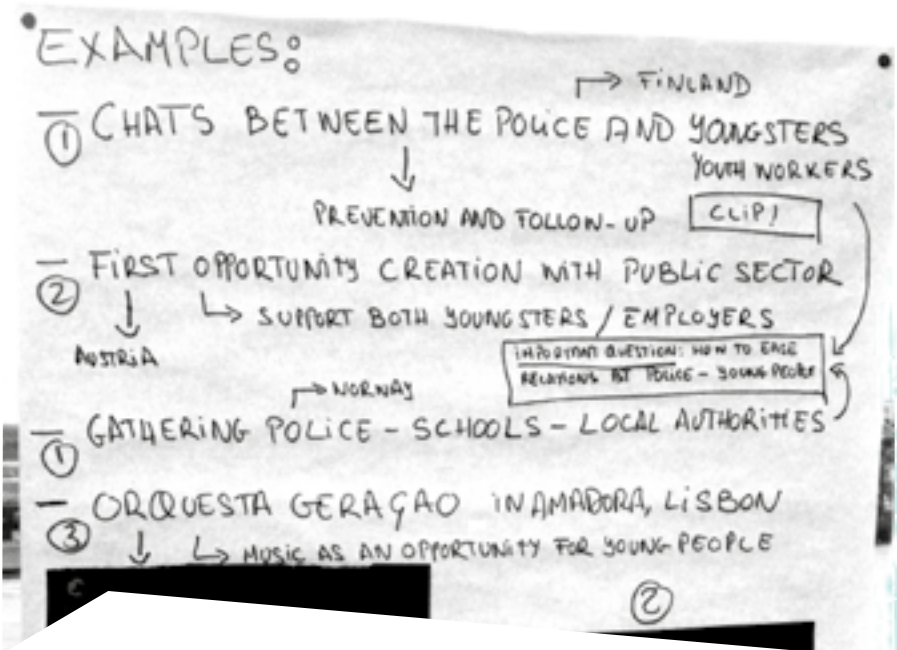 EXAMPLES:
→ FINLAND
— ① CHATS BETWEEN THE POLICE AND YOUNGSTERS
YOUTH WORKERS
↓ PREVENTION AND FOLLOW-UP
CLIP!
— ② FIRST OPPORTUNITY CREATION WITH PUBLIC SECTOR
↳ SUPPORT BOTH YOUNGSTERS / EMPLOYERS
↓ AUSTRIA
IMPORTANT QUESTION: HOW TO EASE
RELATIONS BT POLICE - YOUNG PEOPLE
→ NORWAY
— ① GATHERING POLICE - SCHOOLS - LOCAL AUTHORITIES
— ③ ORQUESTA GERAÇAO IN AMADORA, LISBON
↓ ↳ MUSIC AS AN OPPORTUNITY FOR YOUNG PEOPLE
②